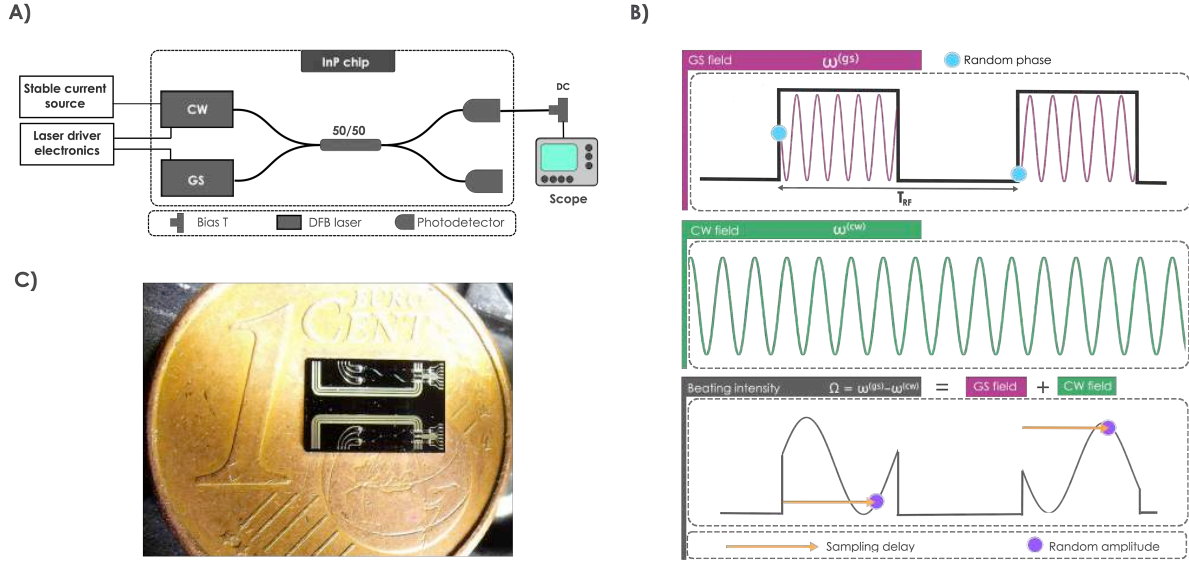 A)
InP chip
Stable current
source
Laser driver
electronics
CW
GS
50/50
DC
Scope
Bias T
DFB laser
Photodetector
C)
1
EURO
CENT
B)
GS field ω(gs)
Random phase
TRF
CW field ω(cw)
Beating intensity Ω = ω(gs)-ω(cw) = GS field + CW field
Sampling delay
Random amplitude